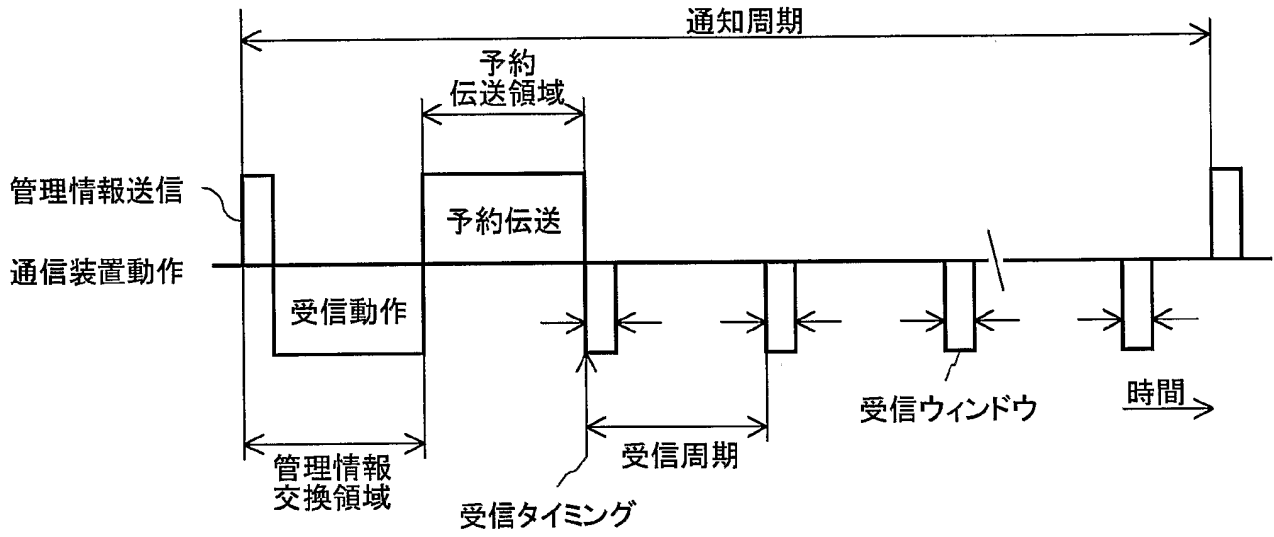 通知周期
予約
伝送領域
管理情報送信
予約伝送
通信装置動作
受信動作
受信ウィンドウ
時間
受信周期
管理情報
交換領域
受信タイミング